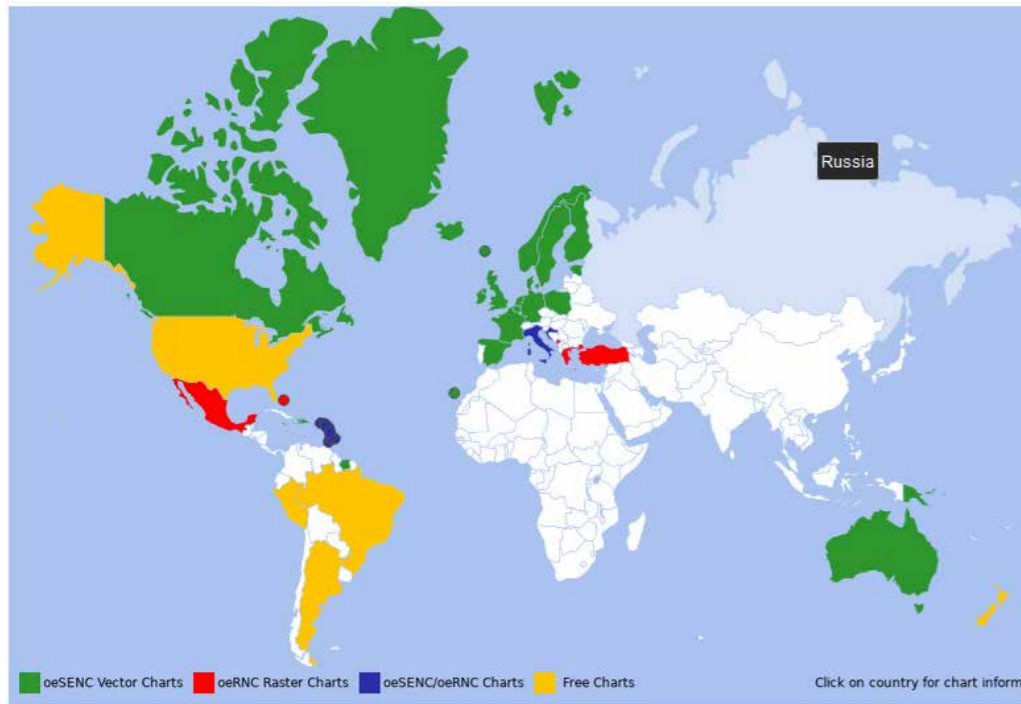 Russia
oeSENC Vector Charts
oeRNC Raster Charts
oeSENC/oeRNC Charts
Free Charts
Click on country for chart inform